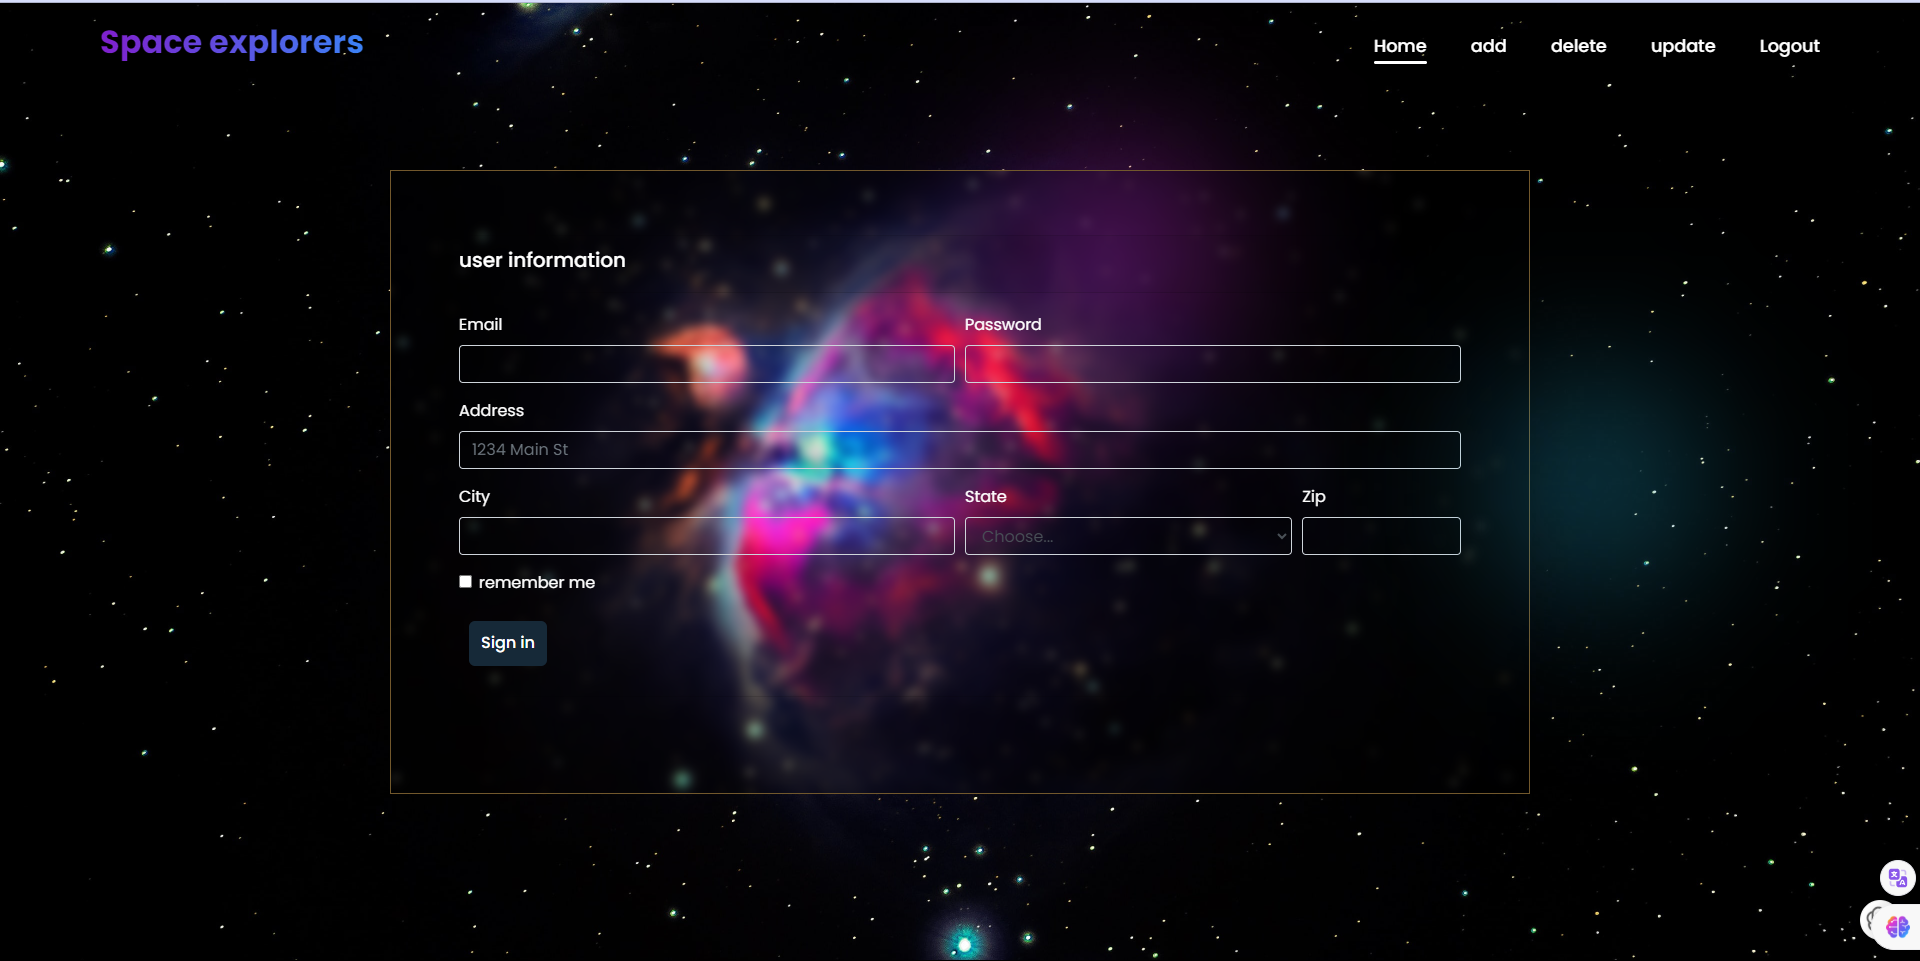 Space explorers
Home add delete update Logout
user information
Email Password
Address
1234 Main St
City State Zip
Choose...
remember me
Sign in